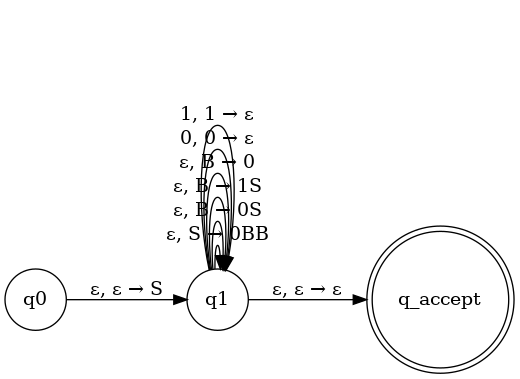 1, 1 → ε
0, 0 → ε
ε, B → 0
ε, B → 1S
ε, B → 0S
ε, S → 0BB
q0
ε, ε → S
q1
ε, ε → ε
q_accept